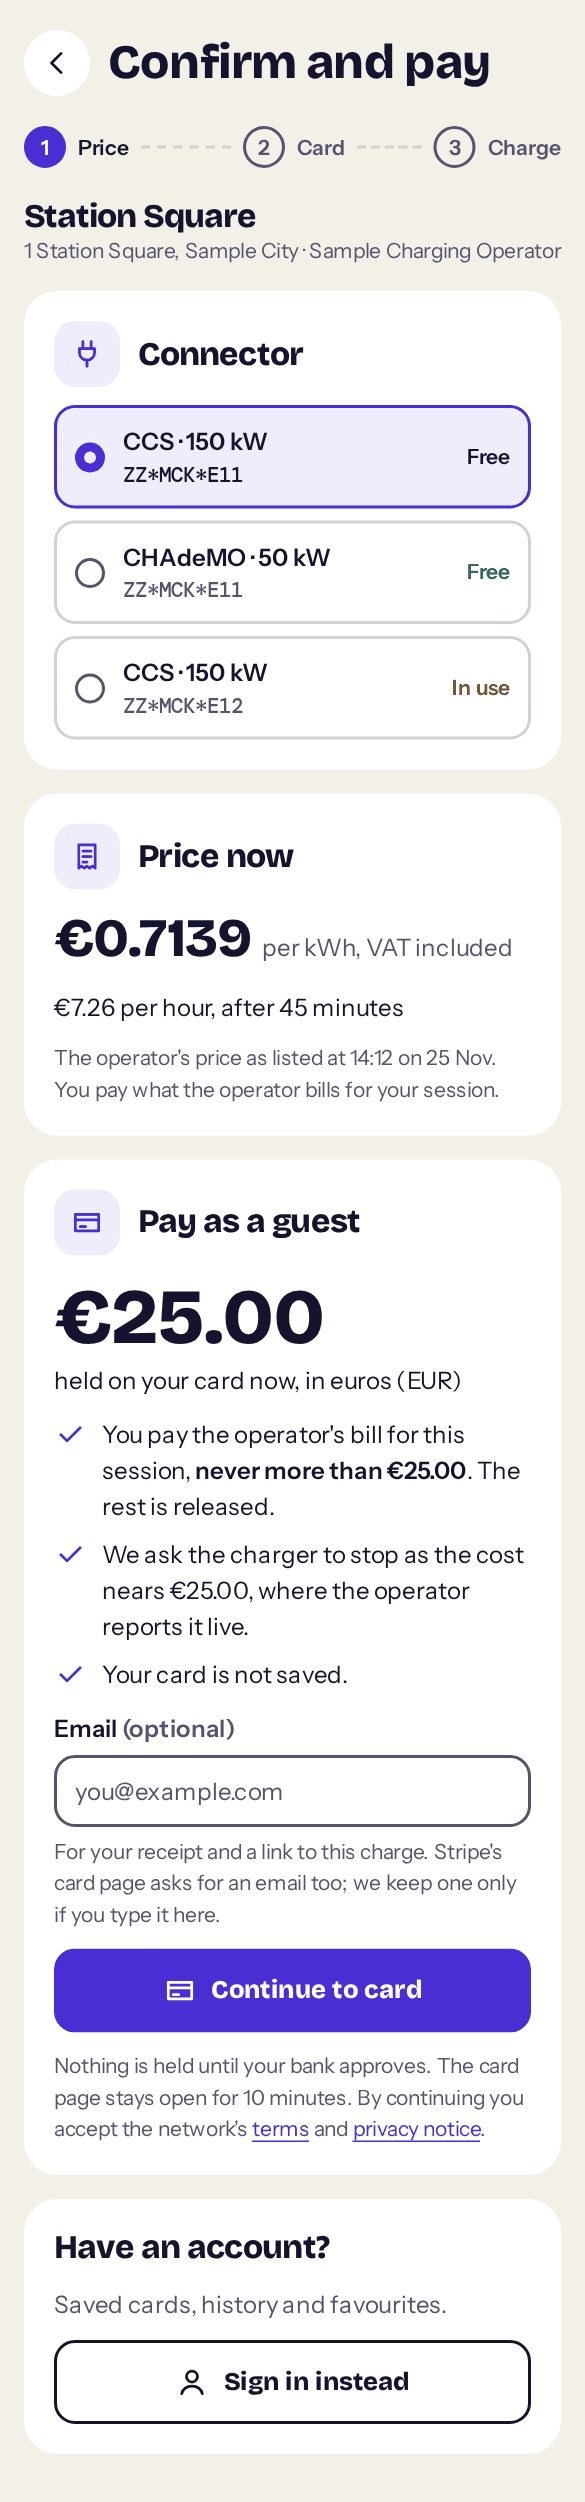 Confirm and pay
1 Price 2 Card 3 Charge
Station Square
1 Station Square, Sample City · Sample Charging Operator
Connector
CCS · 150 kW
ZZ*MCK*E11
Free
CHAdeMO · 50 kW
ZZ*MCK*E11
Free
CCS · 150 kW
ZZ*MCK*E12
In use
Price now
€0.7139 per kWh, VAT included
€7.26 per hour, after 45 minutes
The operator's price as listed at 14:12 on 25 Nov.
You pay what the operator bills for your session.
Pay as a guest
€25.00
held on your card now, in euros (EUR)
You pay the operator's bill for this
session, never more than €25.00. The
rest is released.
We ask the charger to stop as the cost
nears €25.00, where the operator
reports it live.
Your card is not saved.
Email (optional)
you@example.com
For your receipt and a link to this charge. Stripe's
card page asks for an email too; we keep one only
if you type it here.
Continue to card
Nothing is held until your bank approves. The card
page stays open for 10 minutes. By continuing you
accept the network's terms and privacy notice.
Have an account?
Saved cards, history and favourites.
Sign in instead